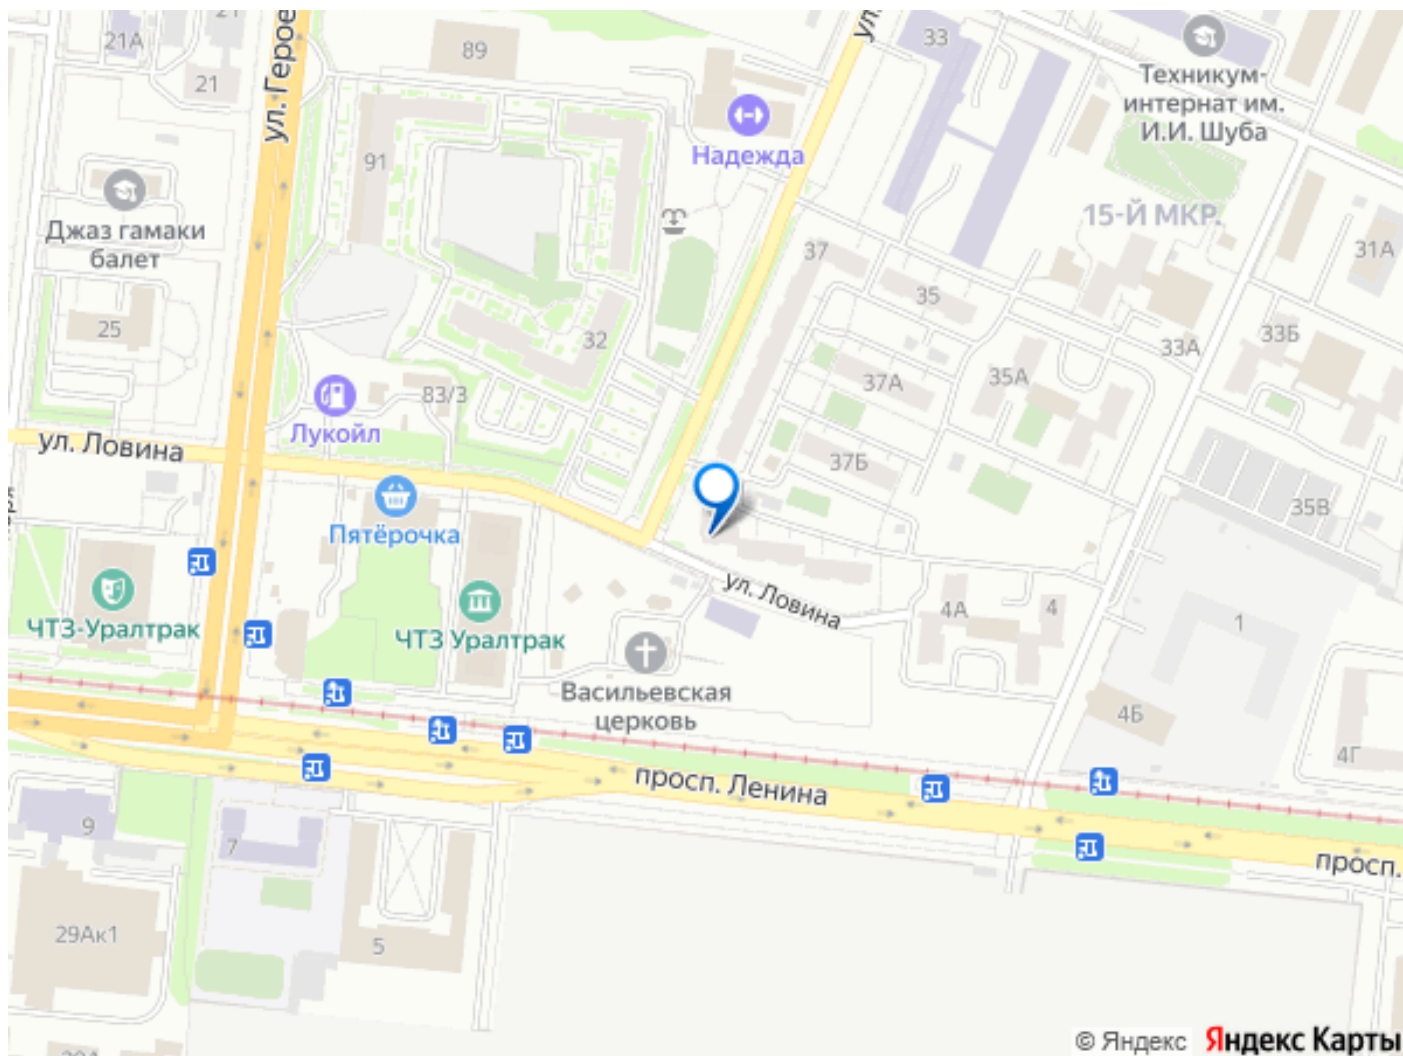 21А
21
89
33
Техникум-
интернат им.
И.И. Шуба
ул. Герое
Надежда
91
15-Й МКР.
Джаз гамаки
балет
37
31А
35
25
32
33Б
33А
35А
37А
83/3
Лукойл
ул. Ловина
37Б
Пятёрочка
35В
ул. Ловина
ЧТЗ-Уралтрак
ЧТЗ Уралтрак
4А
4
1
Васильевская
церковь
4Б
4Г
просп. Ленина
9
7
просп.
29Ак1
5
© Яндекс Яндекс Карты